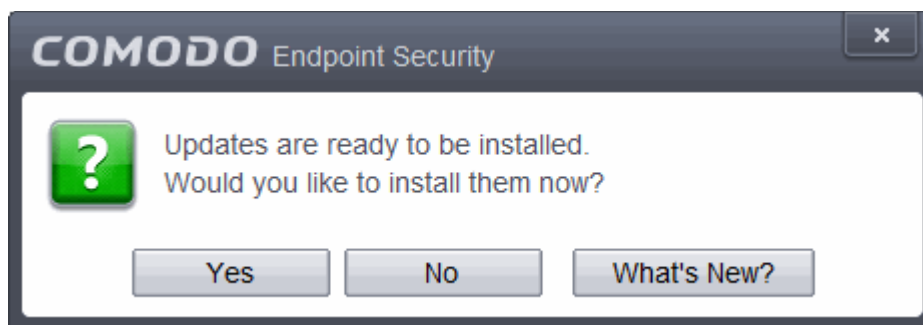 COMODO Endpoint Security
x
?
Updates are ready to be installed.
Would you like to install them now?
Yes No What's New?